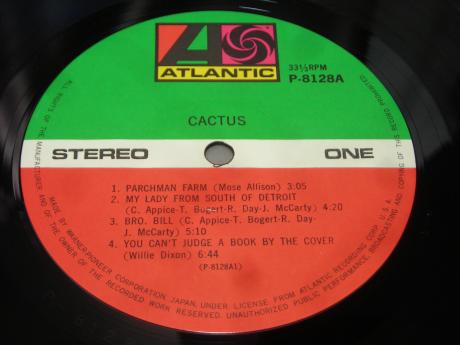 ATLANTIC
33⅓RPM
P-8128A
CACTUS
STEREO
ONE
1. PARCHMAN FARM (Mose Allison) 3:05
2. MY LADY FROM SOUTH OF DETROIT
(C. Appice-T. Bogert-R. Day-J. McCarty) 4:20
3. BRO. BILL (C. Appice-T. Bogert-R. Day-
J. McCarty) 5:10
4. YOU CAN'T JUDGE A BOOK BY THE COVER
(Willie Dixon) 6:44
(P-8128A1)
ALL RIGHTS OF THE MANUFACTURER AND OF THE OWNER OF THE RECORDED WORK RESERVED. UNAUTHORIZED PUBLIC PERFORMANCE, BROADCASTING AND COPYING OF THIS RECORD PROHIBITED.
MADE BY WARNER-PIONEER CORPORATION JAPAN, UNDER LICENSE FROM ATLANTIC RECORDING CORP. U.S.A.